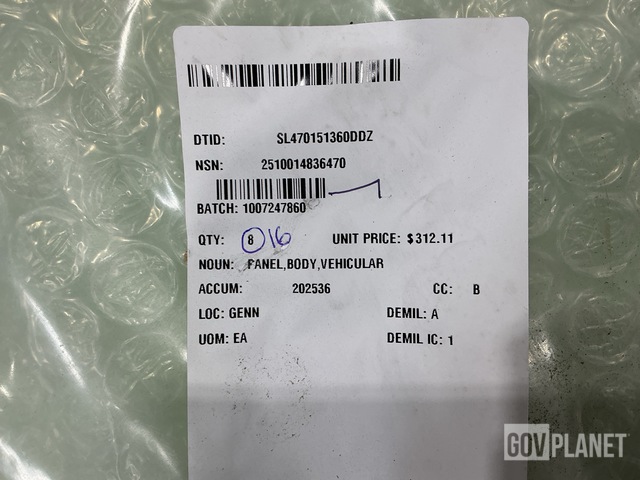 DTID: SL470151360DDZ
NSN: 2510014836470
BATCH: 1007247860
QTY: 8 16 UNIT PRICE: $312.11
NOUN: PANEL,BODY,VEHICULAR
ACCUM: 202536 CC: B
LOC: GENN DEMIL: A
UOM: EA DEMIL IC: 1
GOVPLANET